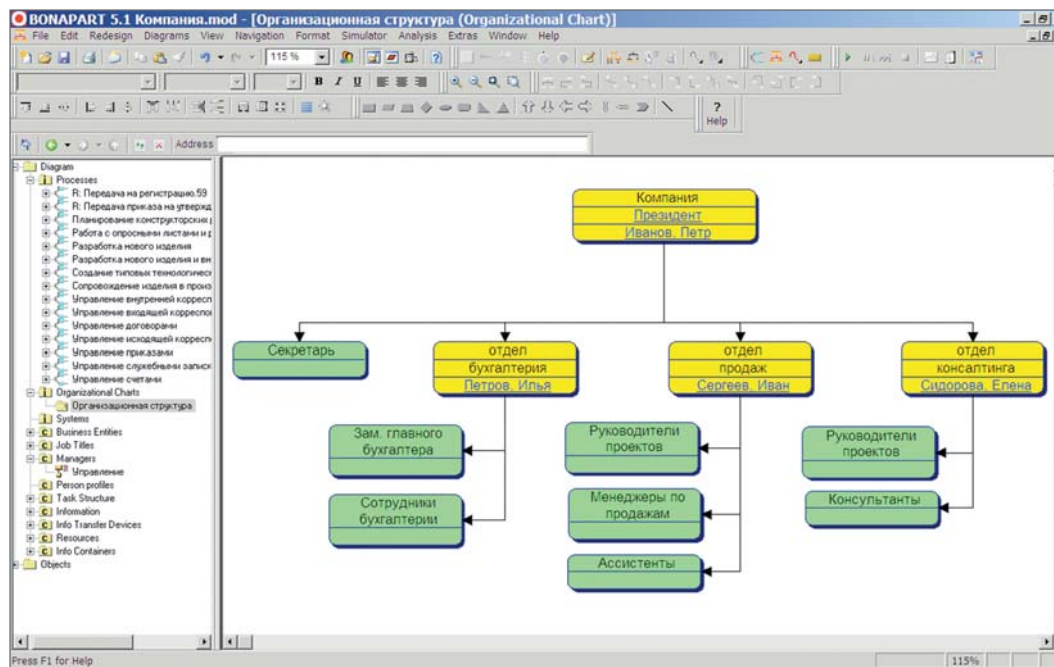 BONAPART 5.1 Компания.mod - [Организационная структура (Organizational Chart)]
File Edit Redesign Diagrams View Navigation Format Simulator Analysis Extras Window Help
115 %
B I U
? Help
Address
Diagram
Processes
R: Передача на регистрацию.59
R: Передача приказа на утвержд
Планирование конструкторских
Работа с опросными листами и р
Разработка нового изделия
Разработка нового изделия и вн
Создание типовых технологическ
Сопровождение изделия в произ
Управление внутренней корресп
Управление входящей корреспо
Управление договорами
Управление исходящей корресп
Управление приказами
Управление служебными записк
Управление счетами
Organizational Charts
Организационная структура
Systems
Business Entities
Job Titles
Managers
Управление
Person profiles
Task Structure
Information
Info Transfer Devices
Resources
Info Containers
Objects
Компания
Президент
Иванов, Петр
Секретарь
отдел
бухгалтерия
Петров, Илья
отдел
продаж
Сергеев, Иван
отдел
консалтинга
Сидорова, Елена
Зам. главного
бухгалтера
Сотрудники
бухгалтерии
Руководители
проектов
Менеджеры по
продажам
Ассистенты
Руководители
проектов
Консультанты
Press F1 for Help
115%